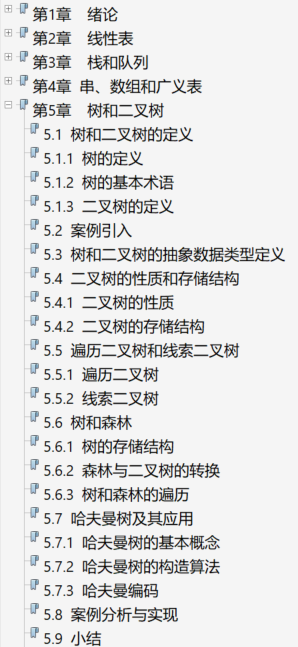 第1章 绪论
第2章 线性表
第3章 栈和队列
第4章 串、数组和广义表
第5章 树和二叉树
5.1 树和二叉树的定义
5.1.1 树的定义
5.1.2 树的基本术语
5.1.3 二叉树的定义
5.2 案例引入
5.3 树和二叉树的抽象数据类型定义
5.4 二叉树的性质和存储结构
5.4.1 二叉树的性质
5.4.2 二叉树的存储结构
5.5 遍历二叉树和线索二叉树
5.5.1 遍历二叉树
5.5.2 线索二叉树
5.6 树和森林
5.6.1 树的存储结构
5.6.2 森林与二叉树的转换
5.6.3 树和森林的遍历
5.7 哈夫曼树及其应用
5.7.1 哈夫曼树的基本概念
5.7.2 哈夫曼树的构造算法
5.7.3 哈夫曼编码
5.8 案例分析与实现
5.9 小结